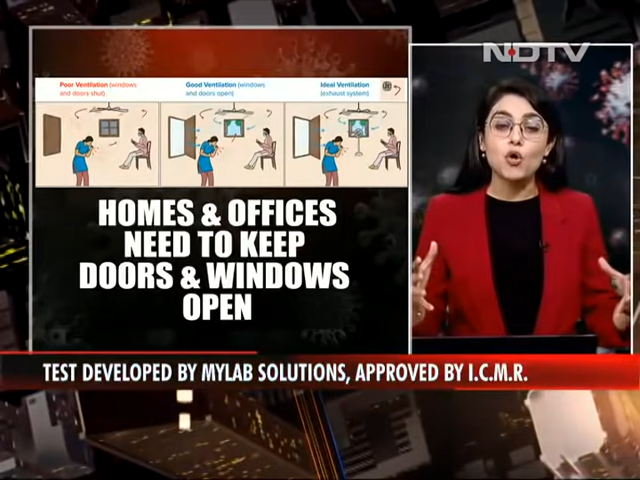 NDTV
Poor Ventilation (windows
and doors shut)
Good Ventilation (windows
and doors open)
Ideal Ventilation
(exhaust system)
HOMES & OFFICES
NEED TO KEEP
DOORS & WINDOWS
OPEN
TEST DEVELOPED BY MYLAB SOLUTIONS, APPROVED BY I.C.M.R.